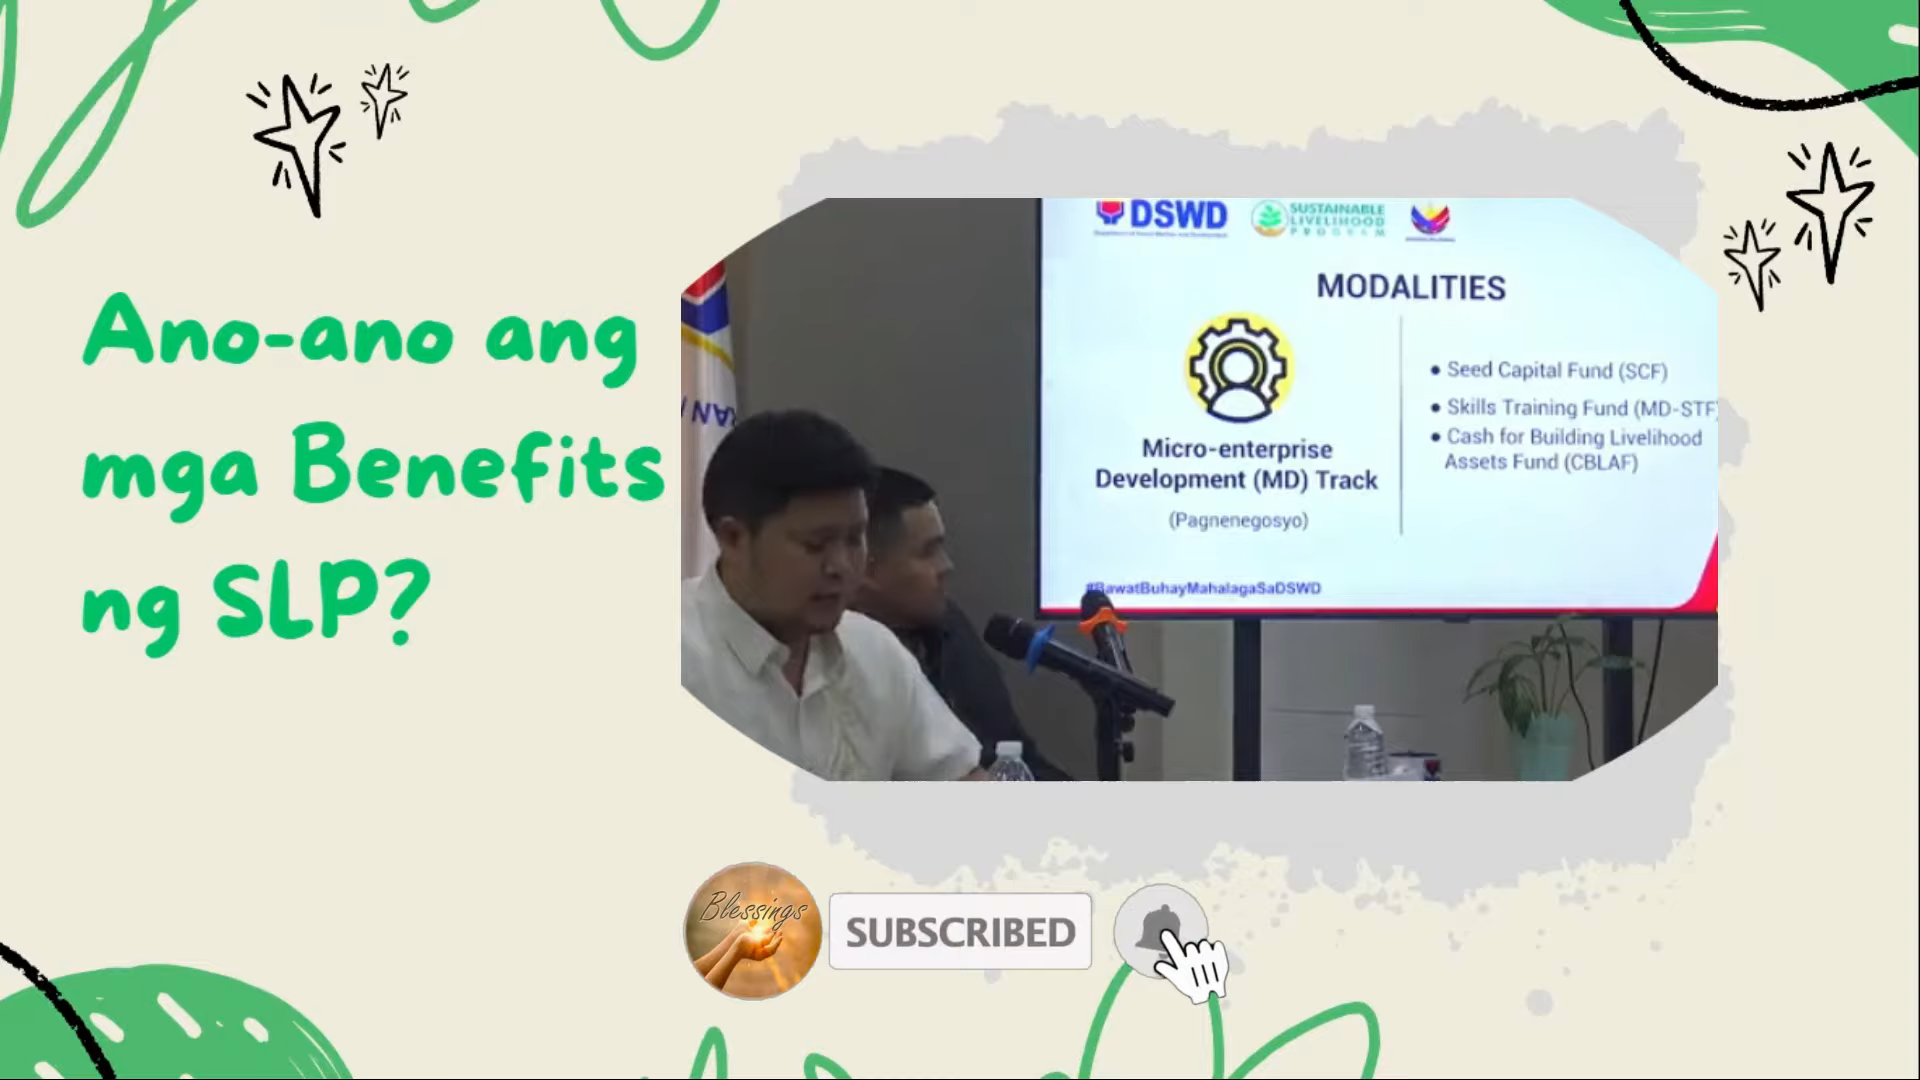 Ano-ano ang
mga Benefits
ng SLP?
DSWD
SUSTAINABLE
LIVELIHOOD
PROGRAM
MODALITIES
Micro-enterprise
Development (MD) Track
(Pagnenegosyo)
• Seed Capital Fund (SCF)
• Skills Training Fund (MD-STF
• Cash for Building Livelihood
Assets Fund (CBLAF)
#BawatBuhayMahalagaSaDSWD
Blessings
SUBSCRIBED